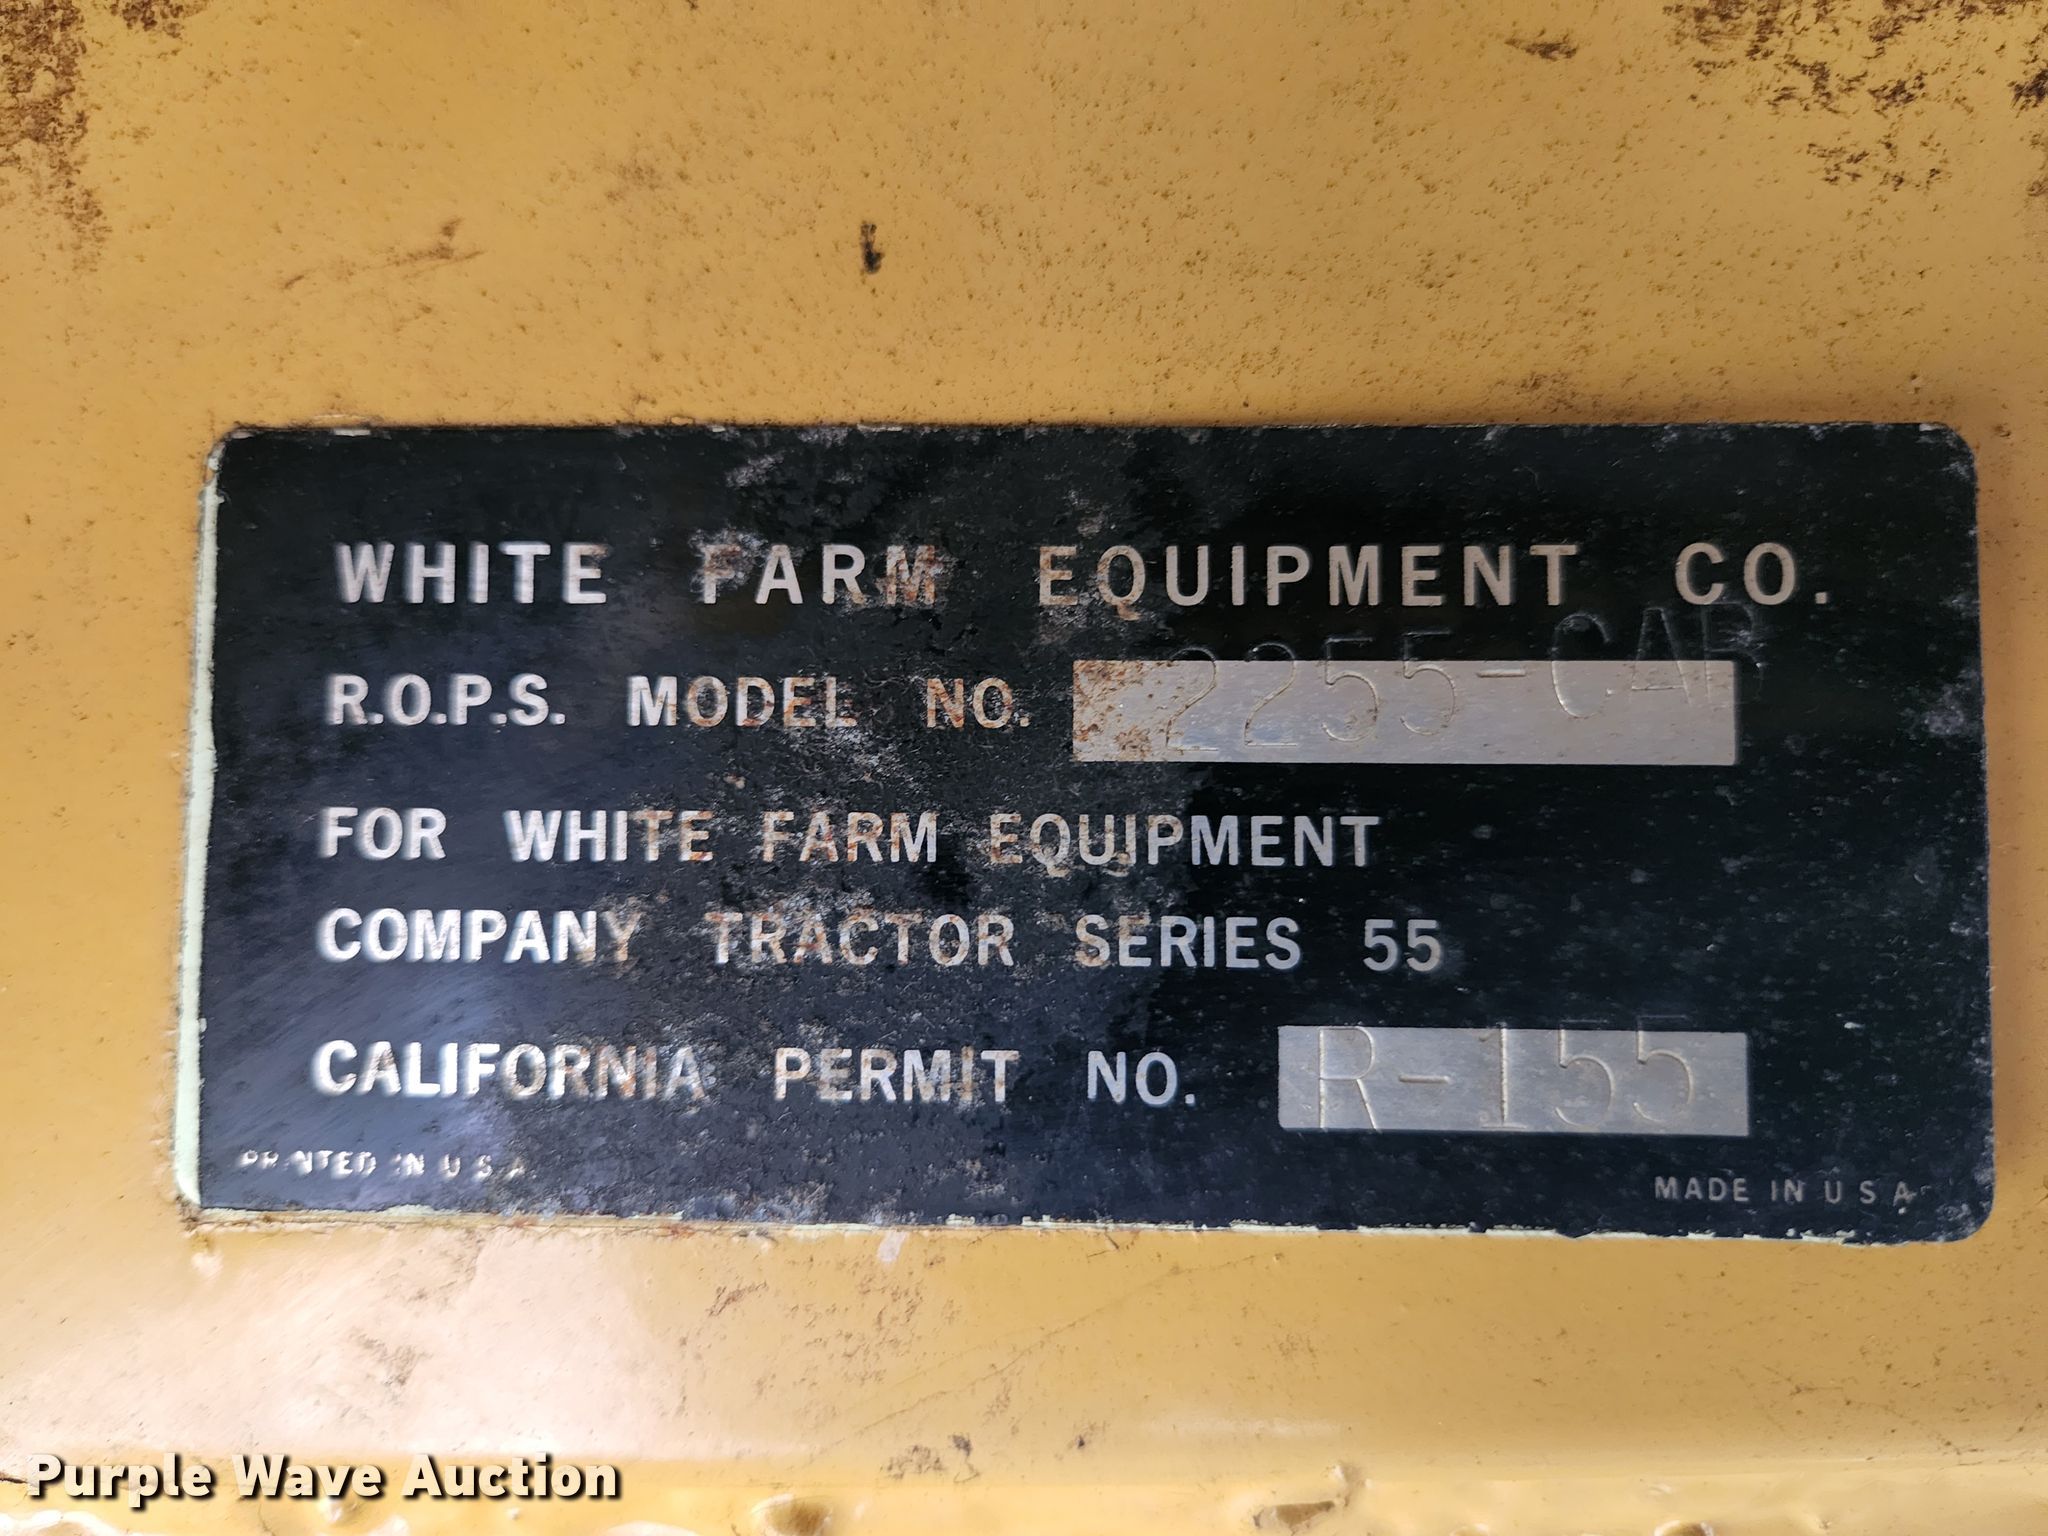 WHITE FARM EQUIPMENT CO.
R.O.P.S. MODEL NO. 2255-CAB
FOR WHITE FARM EQUIPMENT
COMPANY TRACTOR SERIES 55
CALIFORNIA PERMIT NO. R-155
PRINTED IN U S A
MADE IN U S A
Purple Wave Auction